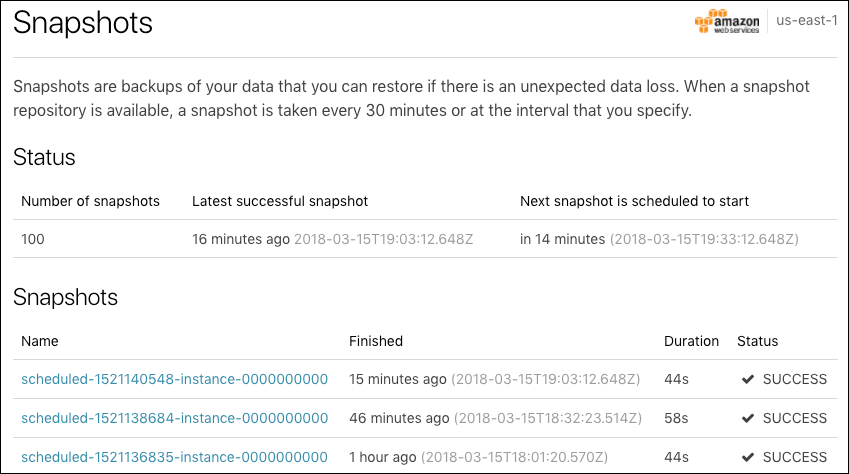 Snapshots
amazon
web services
us-east-1
Snapshots are backups of your data that you can restore if there is an unexpected data loss. When a snapshot
repository is available, a snapshot is taken every 30 minutes or at the interval that you specify.
Status
Number of snapshots Latest successful snapshot Next snapshot is scheduled to start
100 16 minutes ago 2018-03-15T19:03:12.648Z in 14 minutes (2018-03-15T19:33:12.648Z)
Snapshots
Name Finished Duration Status
scheduled-1521140548-instance-0000000000 15 minutes ago (2018-03-15T19:03:12.648Z) 44s SUCCESS
scheduled-1521138684-instance-0000000000 46 minutes ago (2018-03-15T18:32:23.514Z) 58s SUCCESS
scheduled-1521136835-instance-0000000000 1 hour ago (2018-03-15T18:01:20.570Z) 44s SUCCESS